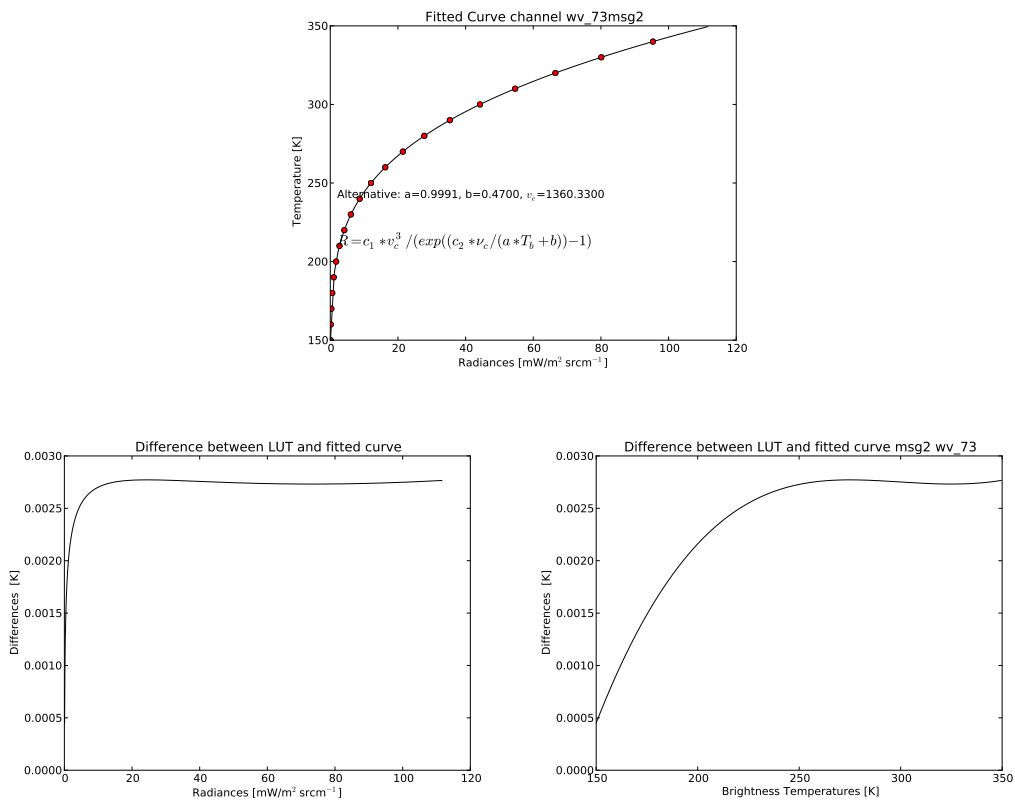 Fitted Curve channel wv_73msg2
350
300
250
200
150
Temperature [K]
Alternative: a=0.9991, b=0.4700, v_c=1360.3300
R=c_1 *v_c^3 /(exp((c_2 *ν_c/(a*T_b +b))−1)
0 20 40 60 80 100 120
Radiances [mW/m^2 srcm^−1]
Difference between LUT and fitted curve
0.0030
0.0025
0.0020
0.0015
0.0010
0.0005
0.0000
Differences [K]
0 20 40 60 80 100 120
Radiances [mW/m^2 srcm^−1]
Difference between LUT and fitted curve msg2 wv_73
0.0030
0.0025
0.0020
0.0015
0.0010
0.0005
0.0000
Differences [K]
150 200 250 300 350
Brightness Temperatures [K]